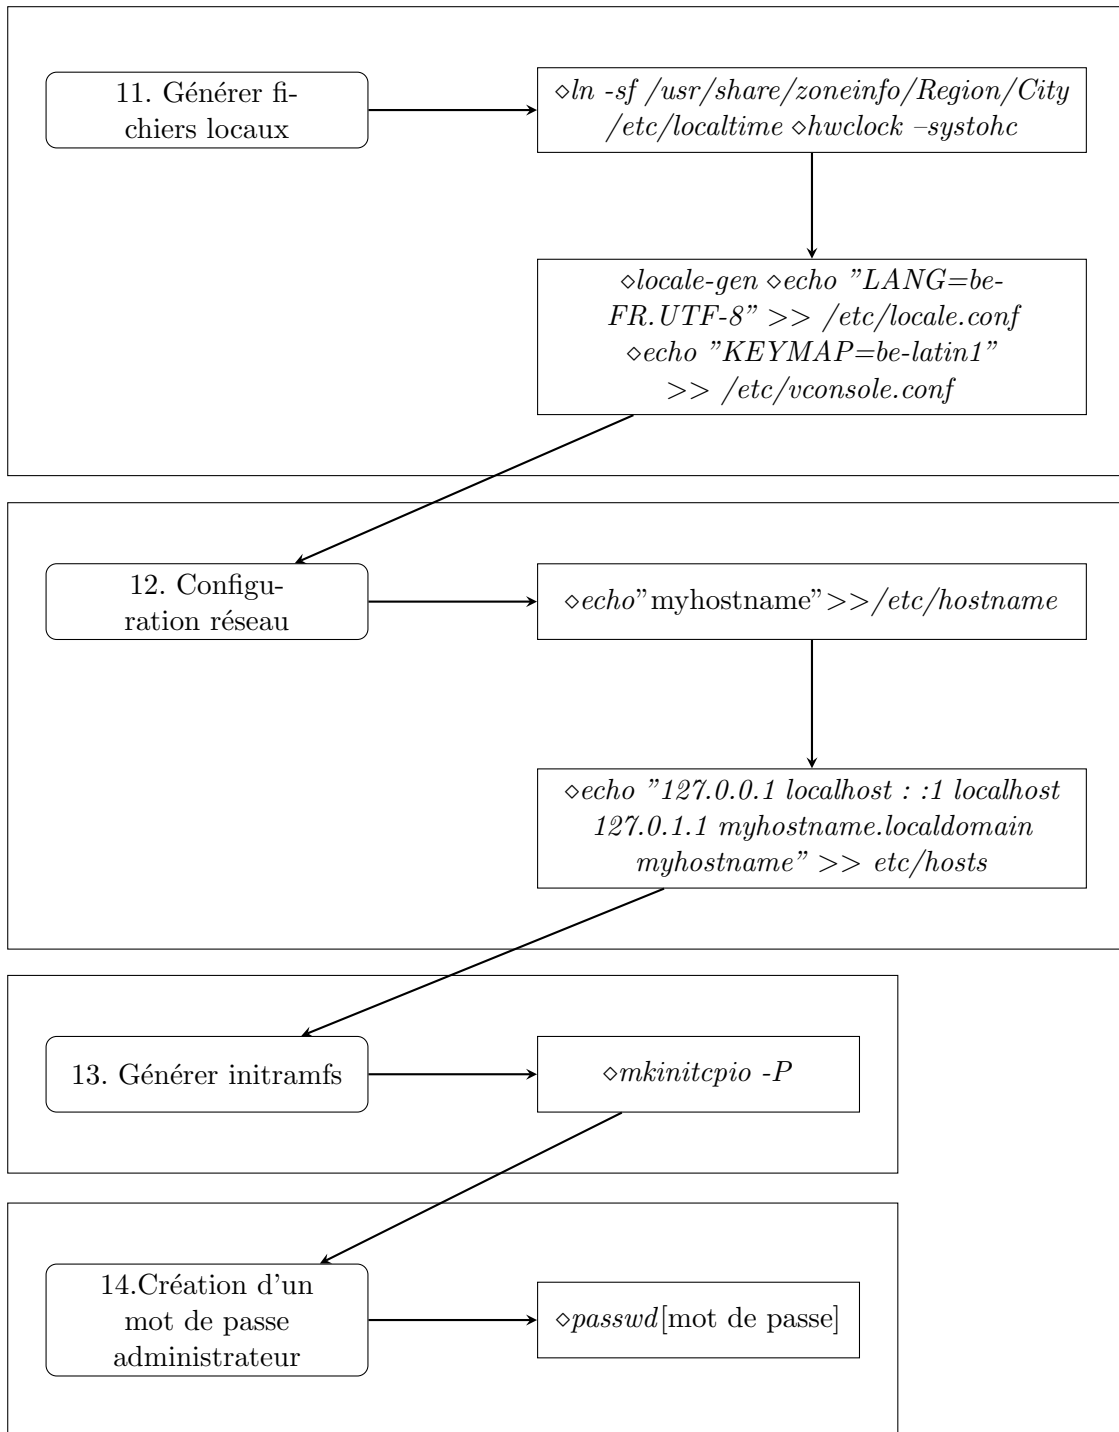 11. Générer fi-
chiers locaux
⋄ln -sf /usr/share/zoneinfo/Region/City
/etc/localtime ⋄hwclock –systohc
⋄locale-gen ⋄echo ”LANG=be-
FR.UTF-8” >> /etc/locale.conf
⋄echo ”KEYMAP=be-latin1”
>> /etc/vconsole.conf
12. Configu-
ration réseau
⋄echo”myhostname”>>/etc/hostname
⋄echo ”127.0.0.1 localhost : :1 localhost
127.0.1.1 myhostname.localdomain
myhostname” >> etc/hosts
13. Générer initramfs
⋄mkinitcpio -P
14.Création d’un
mot de passe
administrateur
⋄passwd[mot de passe]